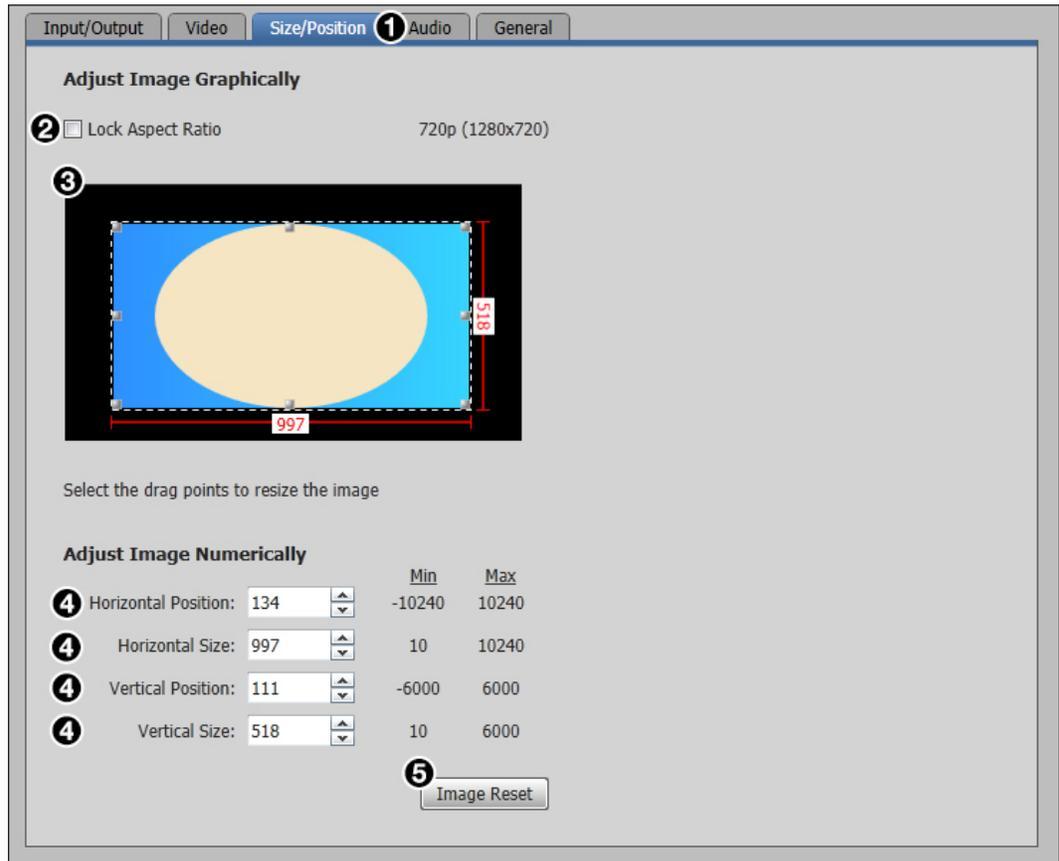 Input/Output Video Size/Position 1 Audio General
Adjust Image Graphically
2 Lock Aspect Ratio 720p (1280x720)
3
518
997
Select the drag points to resize the image
Adjust Image Numerically
Min Max
4 Horizontal Position: 134 -10240 10240
4 Horizontal Size: 997 10 10240
4 Vertical Position: 111 -6000 6000
4 Vertical Size: 518 10 6000
5
Image Reset